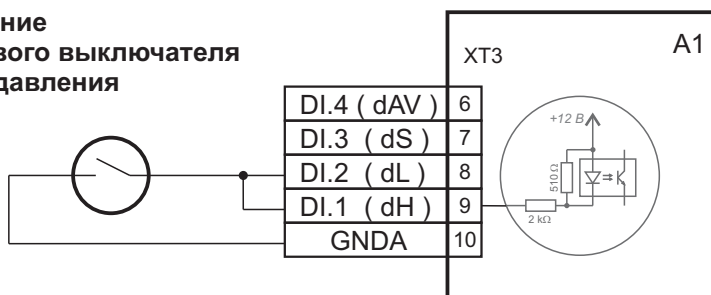 ние
вого выключателя
давления
XT3
A1
DI.4 ( dAV ) 6
DI.3 ( dS ) 7
DI.2 ( dL ) 8
DI.1 ( dH ) 9
GNDA 10
+12 В
510 Ω
2 kΩ